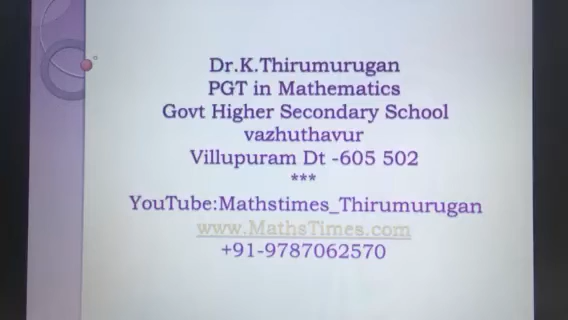 Dr.K.Thirumurugan
PGT in Mathematics
Govt Higher Secondary School
vazhuthavur
Villupuram Dt -605 502
***
YouTube:Mathstimes_Thirumurugan
www.MathsTimes.com
+91-9787062570